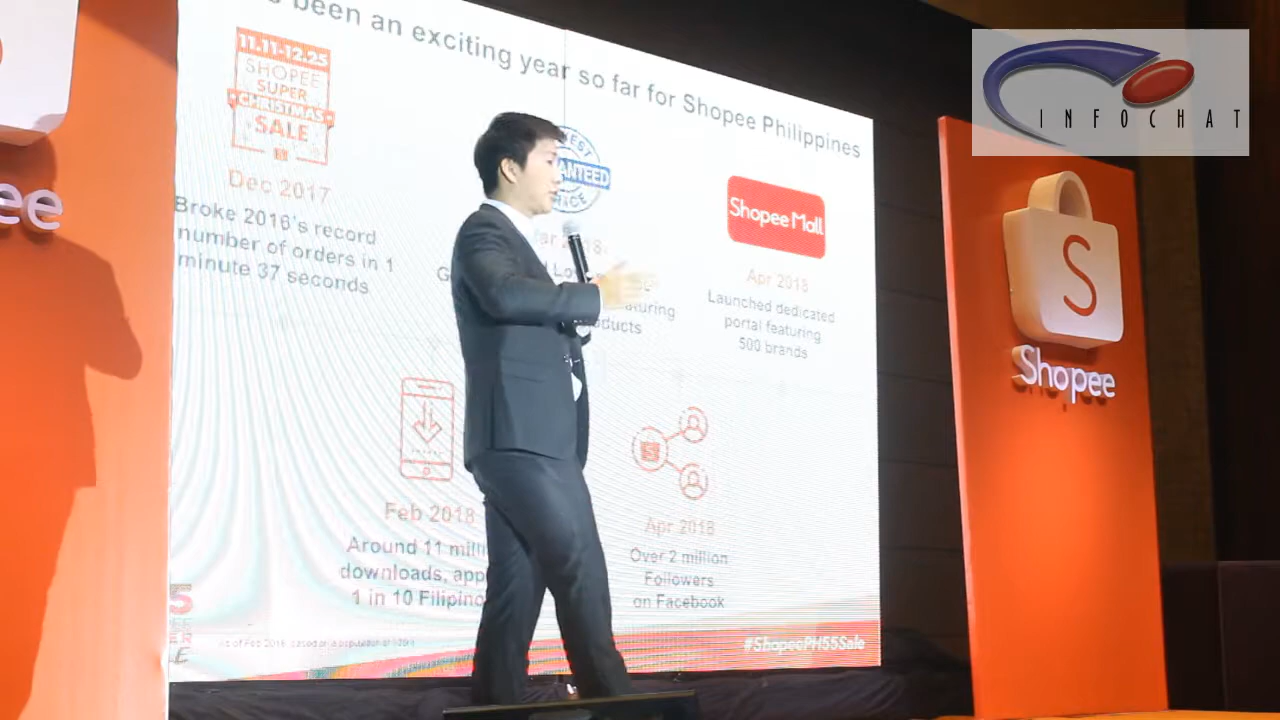 been an exciting year so far for Shopee Philippines
11.11-12.25
SHOPEE
SUPER
CHRISTMAS
SALE
Dec 2017
Broke 2016's record
number of orders in 1
minute 37 seconds
Shopee Mall
Apr 2018
Launched dedicated
portal featuring
500 brands
Feb 2018
Around 11
downloads,
1 in 10
Apr 2018
Over 2 million
Followers
on Facebook
#ShopeePH55Sale
ee
S
Shopee
INFOCHAT